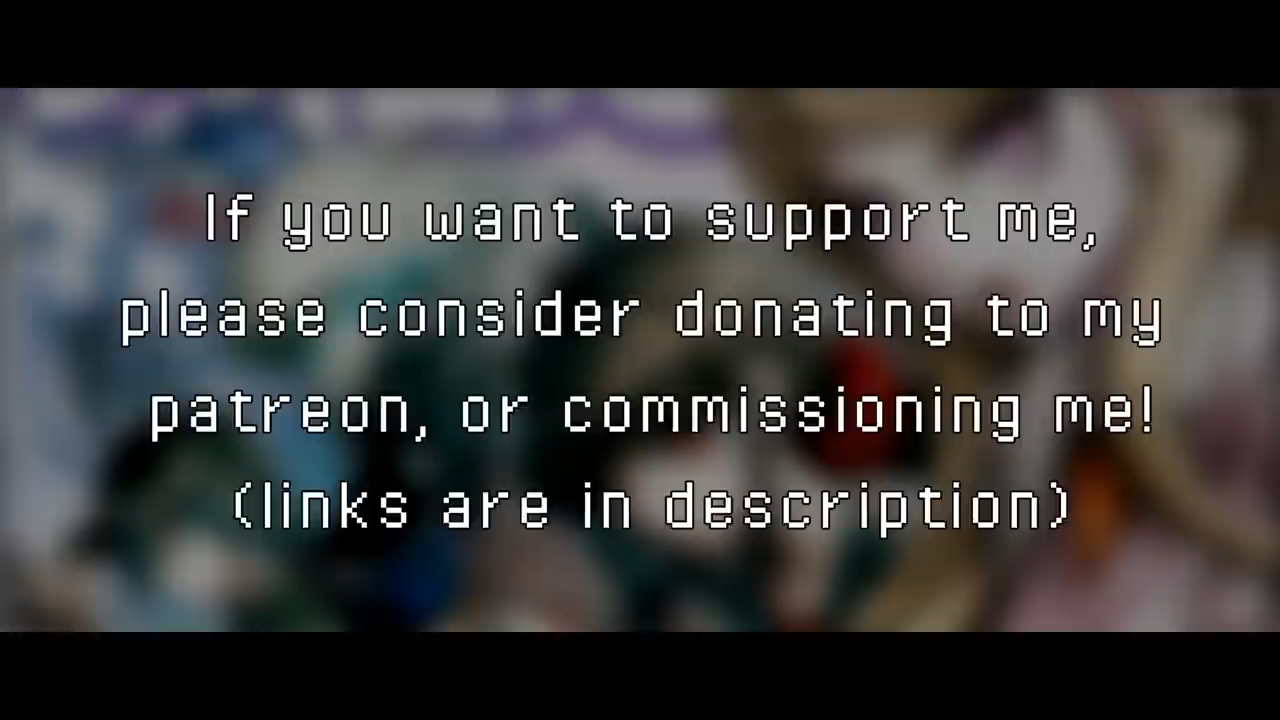 If you want to support me,
please consider donating to my
patreon, or commissioning me!
(links are in description)